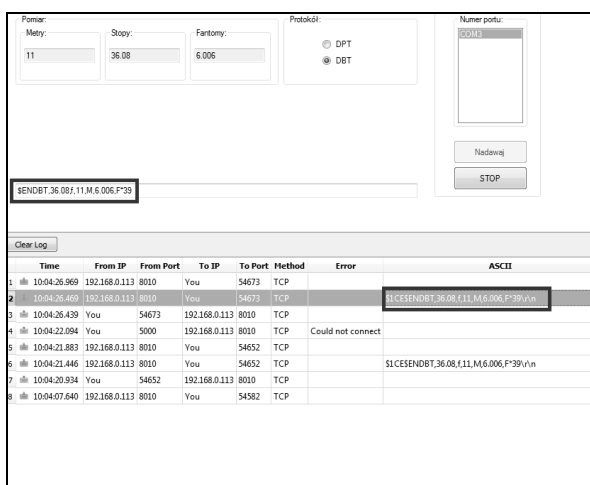 Pomiar:
Metry:
Stopy:
Fantomy:
11
36.08
6.006
Protokół:
DPT
DBT
Numer portu:
COM3
Nadawaj
STOP
$ENDBT,36.08,f,11,M,6.006,F*39
Clear Log
Time From IP From Port To IP To Port Method Error ASCII
1 10:04:26.969 192.168.0.113 8010 You 54673 TCP
2 10:04:26.469 192.168.0.113 8010 You 54673 TCP $1CE$ENDBT,36.08,f,11,M,6.006,F*39\r\n
3 10:04:26.439 You 54673 192.168.0.113 8010 TCP
4 10:04:22.094 You 5000 192.168.0.113 8010 TCP Could not connect
5 10:04:21.883 192.168.0.113 8010 You 54652 TCP
6 10:04:21.446 192.168.0.113 8010 You 54652 TCP $1CE$ENDBT,36.08,f,11,M,6.006,F*39\r\n
7 10:04:20.934 You 54652 192.168.0.113 8010 TCP
8 10:04:07.640 192.168.0.113 8010 You 54582 TCP